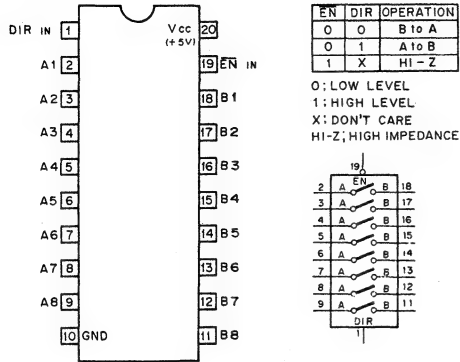 DIR IN 1
A1 2
A2 3
A3 4
A4 5
A5 6
A6 7
A7 8
A8 9
10 GND
Vcc 20
(+5V)
19 EN IN
18 B1
17 B2
16 B3
15 B4
14 B5
13 B6
12 B7
11 B8
EN DIR OPERATION
0 0 B to A
0 1 A to B
1 X HI-Z
0; LOW LEVEL
1; HIGH LEVEL
X; DON'T CARE
HI-Z; HIGH IMPEDANCE
19
EN
2 A B 18
3 A B 17
4 A B 16
5 A B 15
6 A B 14
7 A B 13
8 A B 12
9 A B 11
DIR
1